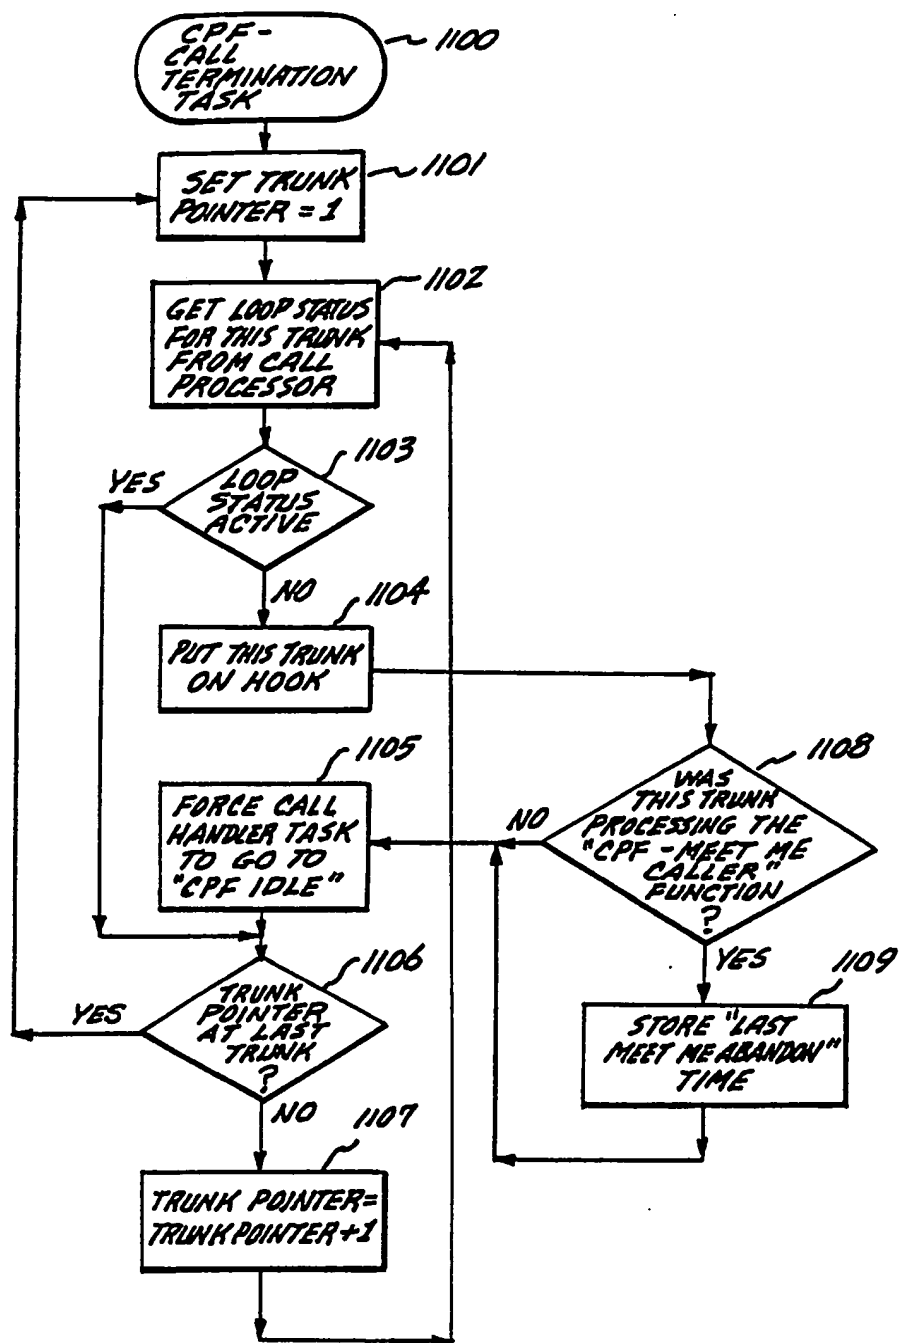 CPF-
CALL
TERMINATION
TASK
1100
SET TRUNK
POINTER = 1
1101
GET LOOP STATUS
FOR THIS TRUNK
FROM CALL
PROCESSOR
1102
LOOP
STATUS
ACTIVE
1103
YES
NO
PUT THIS TRUNK
ON HOOK
1104
WAS
THIS TRUNK
PROCESSING THE
"CPF-MEET ME
CALLER"
FUNCTION
?
1108
NO
YES
FORCE CALL
HANDLER TASK
TO GO TO
"CPF IDLE"
1105
STORE "LAST
MEET ME ABANDON"
TIME
1109
TRUNK
POINTER
AT LAST
TRUNK
?
1106
YES
NO
TRUNK POINTER=
TRUNK POINTER+1
1107